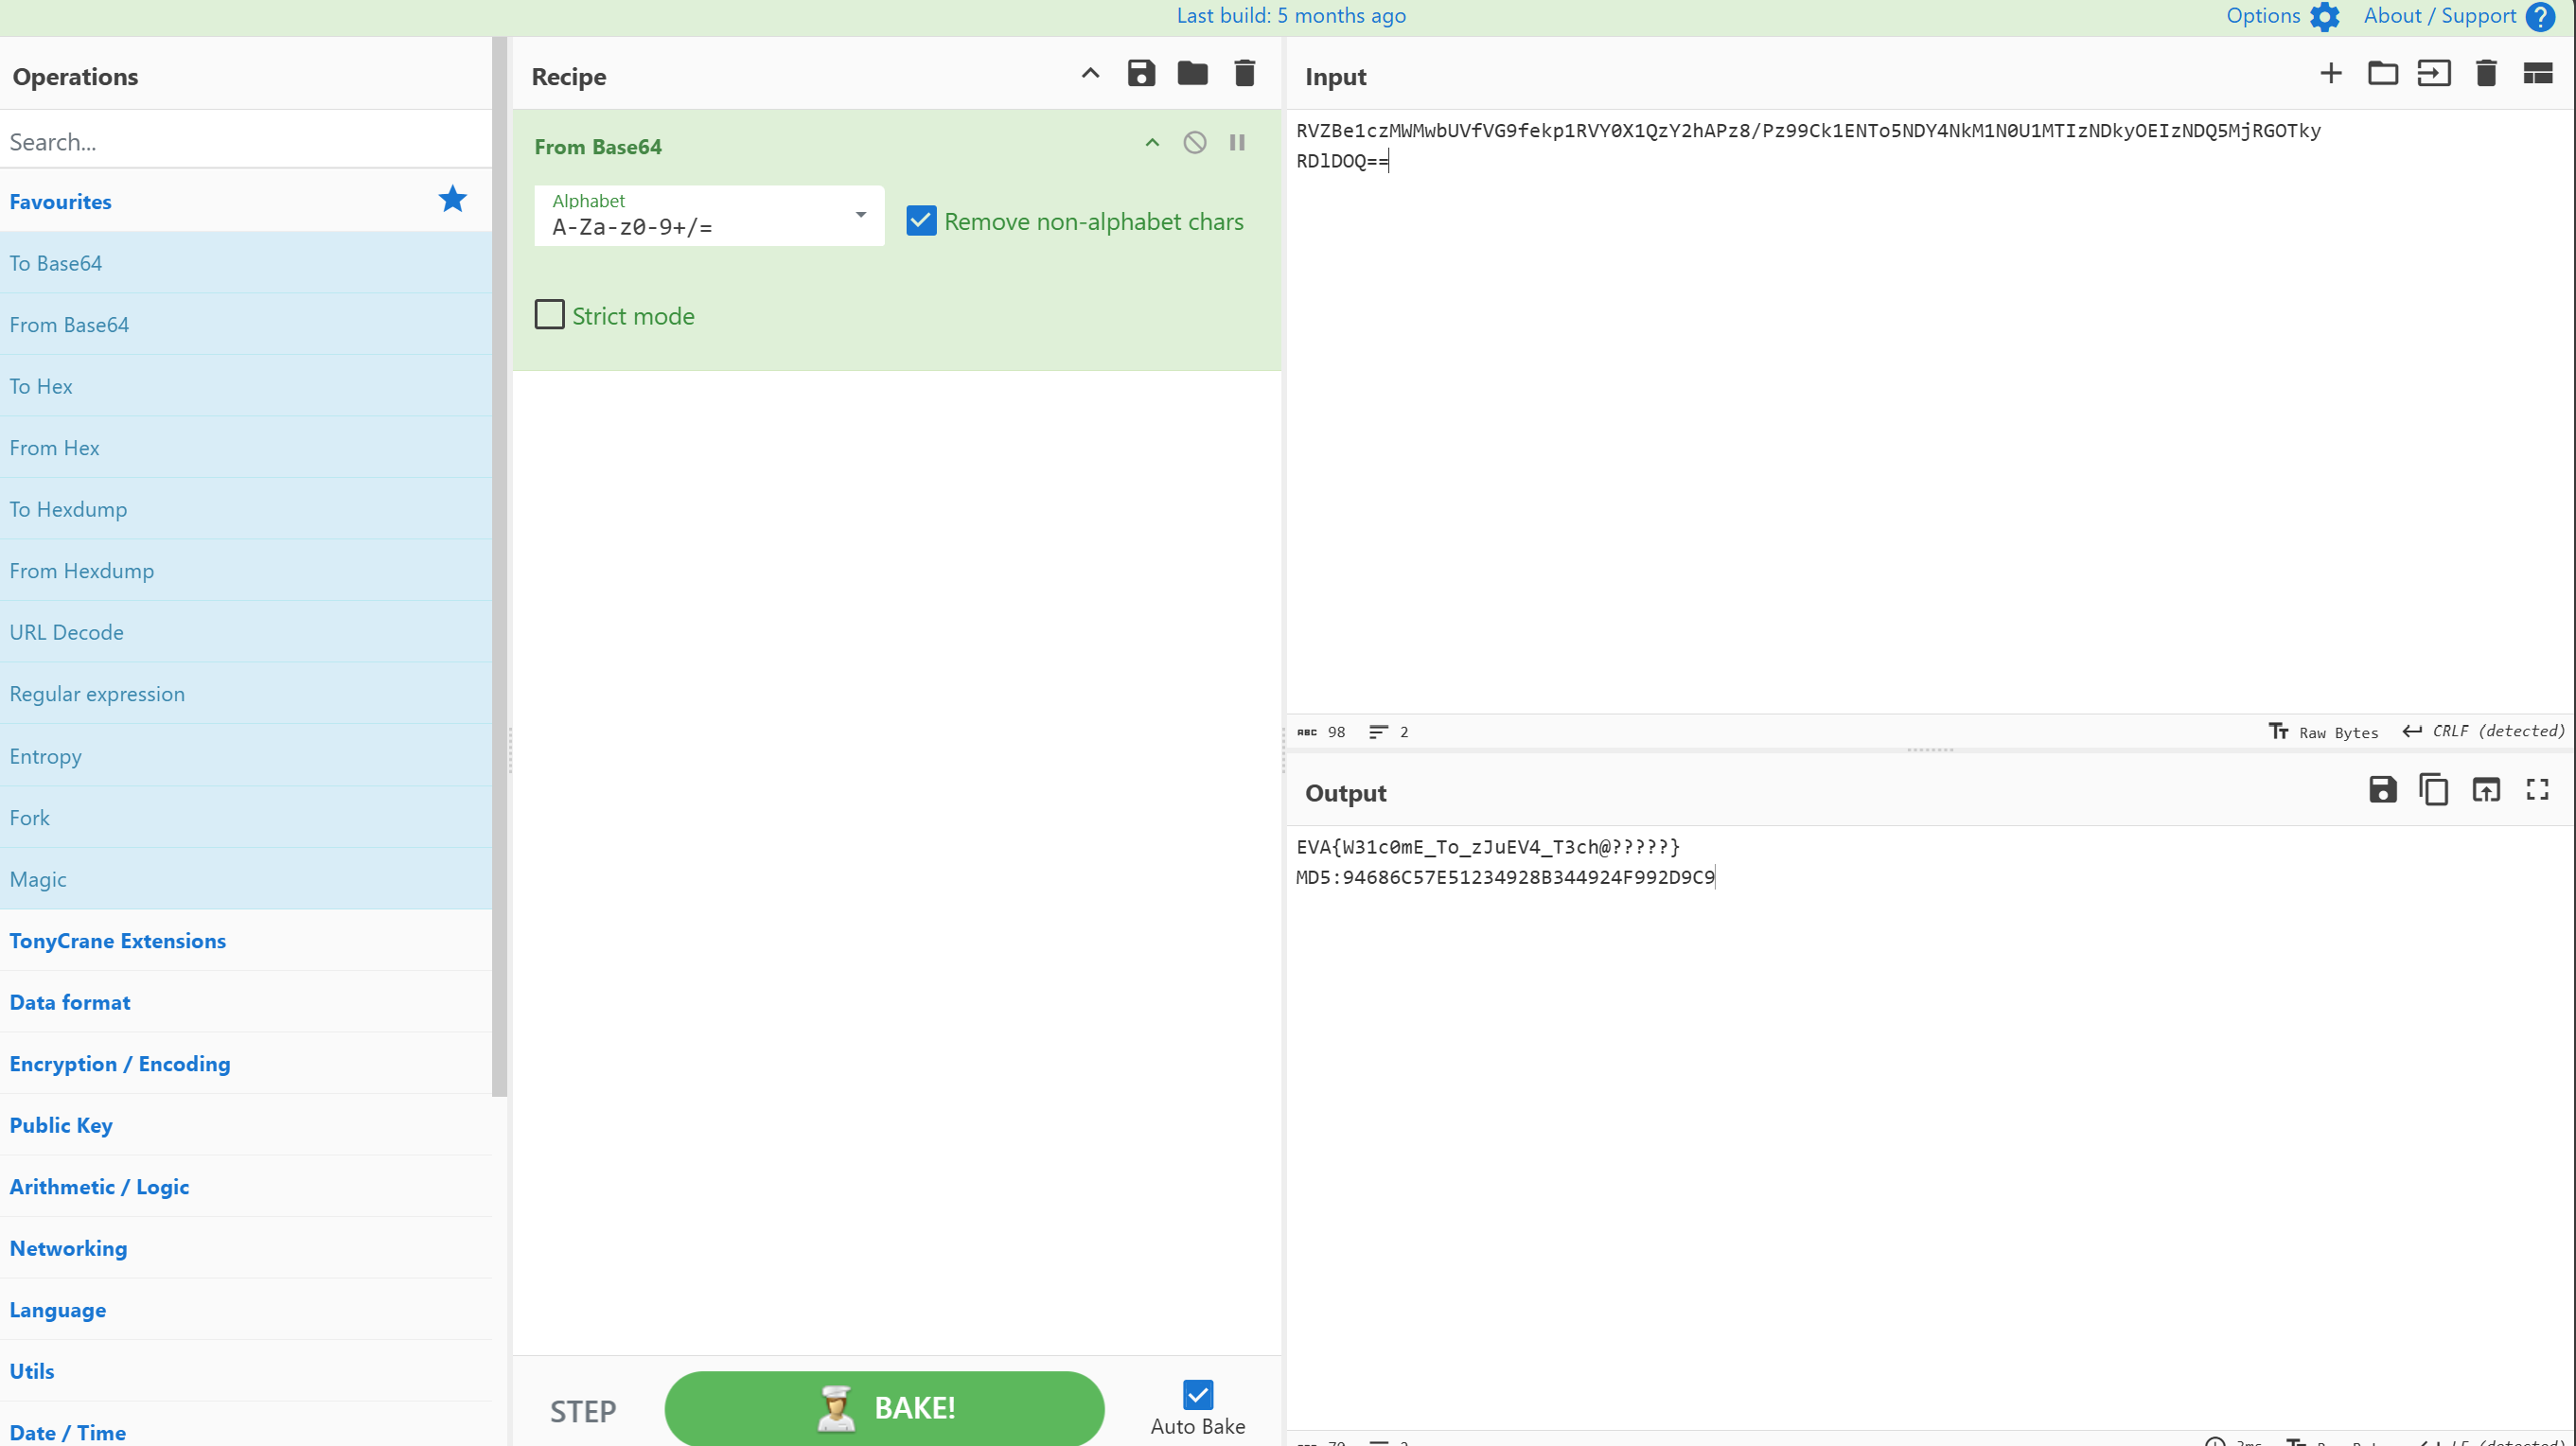 Last build: 5 months ago
Options
About / Support
Operations
Search...
Favourites
To Base64
From Base64
To Hex
From Hex
To Hexdump
From Hexdump
URL Decode
Regular expression
Entropy
Fork
Magic
TonyCrane Extensions
Data format
Encryption / Encoding
Public Key
Arithmetic / Logic
Networking
Language
Utils
Date / Time
Recipe
From Base64
Alphabet
A-Za-z0-9+/=
Remove non-alphabet chars
Strict mode
STEP
BAKE!
Auto Bake
Input
RVZBe1czMWMwbUVfVG9fekp1RVY0X1QzY2hAPz8/Pz99Ck1ENTo5NDY4NkM1N0U1MTIzNDkyOEIzNDQ5MjRGOTky
RDlDOQ==
ABC 98 2
Raw Bytes CRLF (detected)
Output
EVA{W31c0mE_To_zJuEV4_T3ch@?????}
MD5:94686C57E51234928B344924F992D9C9